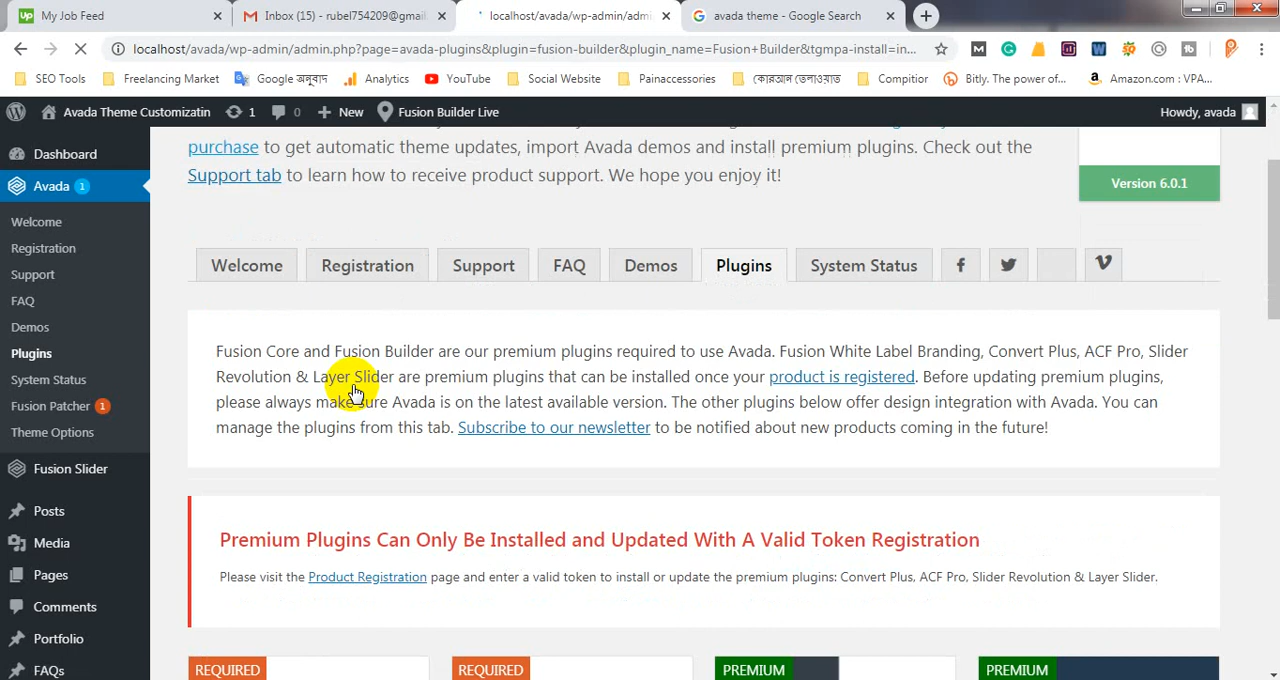 My Job Feed
Inbox (15) - rubel754209@gmail
localhost/avada/wp-admin/admi
avada theme - Google Search
localhost/avada/wp-admin/admin.php?page=avada-plugins&plugin=fusion-builder&plugin_name=Fusion+Builder&tgmpa-install=in...
SEO Tools
Freelancing Market
Google অনুবাদ
Analytics
YouTube
Social Website
Painaccessories
কোরআন তেলাওয়াত
Compitior
Bitly. The power of...
Amazon.com : VPA...
Avada Theme Customizatin
1
0
New
Fusion Builder Live
Howdy, avada
purchase to get automatic theme updates, import Avada demos and install premium plugins. Check out the
Support tab to learn how to receive product support. We hope you enjoy it!
Version 6.0.1
Dashboard
Avada 1
Welcome
Registration
Support
FAQ
Demos
Plugins
System Status
Fusion Patcher 1
Theme Options
Fusion Slider
Posts
Media
Pages
Comments
Portfolio
FAQs
Welcome
Registration
Support
FAQ
Demos
Plugins
System Status
Fusion Core and Fusion Builder are our premium plugins required to use Avada. Fusion White Label Branding, Convert Plus, ACF Pro, Slider
Revolution & Layer Slider are premium plugins that can be installed once your product is registered. Before updating premium plugins,
please always make sure Avada is on the latest available version. The other plugins below offer design integration with Avada. You can
manage the plugins from this tab. Subscribe to our newsletter to be notified about new products coming in the future!
Premium Plugins Can Only Be Installed and Updated With A Valid Token Registration
Please visit the Product Registration page and enter a valid token to install or update the premium plugins: Convert Plus, ACF Pro, Slider Revolution & Layer Slider.
REQUIRED
REQUIRED
PREMIUM
PREMIUM